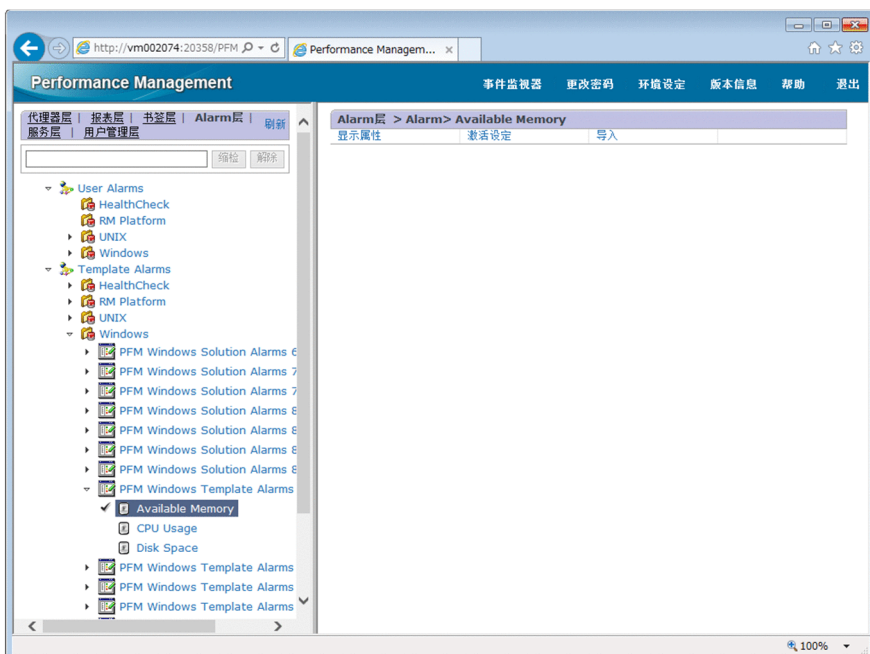 http://vm002074:20358/PFM
Performance Managem...
Performance Management
事件监视器 更改密码 环境设定 版本信息 帮助 退出
代理器层 | 报表层 | 书签层 | Alarm层 | 刷新
服务层 | 用户管理层
Alarm层 > Alarm> Available Memory
显示属性 激活设定 导入
缩检 解除
User Alarms
HealthCheck
RM Platform
UNIX
Windows
Template Alarms
HealthCheck
RM Platform
UNIX
Windows
PFM Windows Solution Alarms 6
PFM Windows Solution Alarms 7
PFM Windows Solution Alarms 7
PFM Windows Solution Alarms 8
PFM Windows Solution Alarms 8
PFM Windows Solution Alarms 8
PFM Windows Solution Alarms 8
PFM Windows Template Alarms
Available Memory
CPU Usage
Disk Space
PFM Windows Template Alarms
PFM Windows Template Alarms
PFM Windows Template Alarms
100%